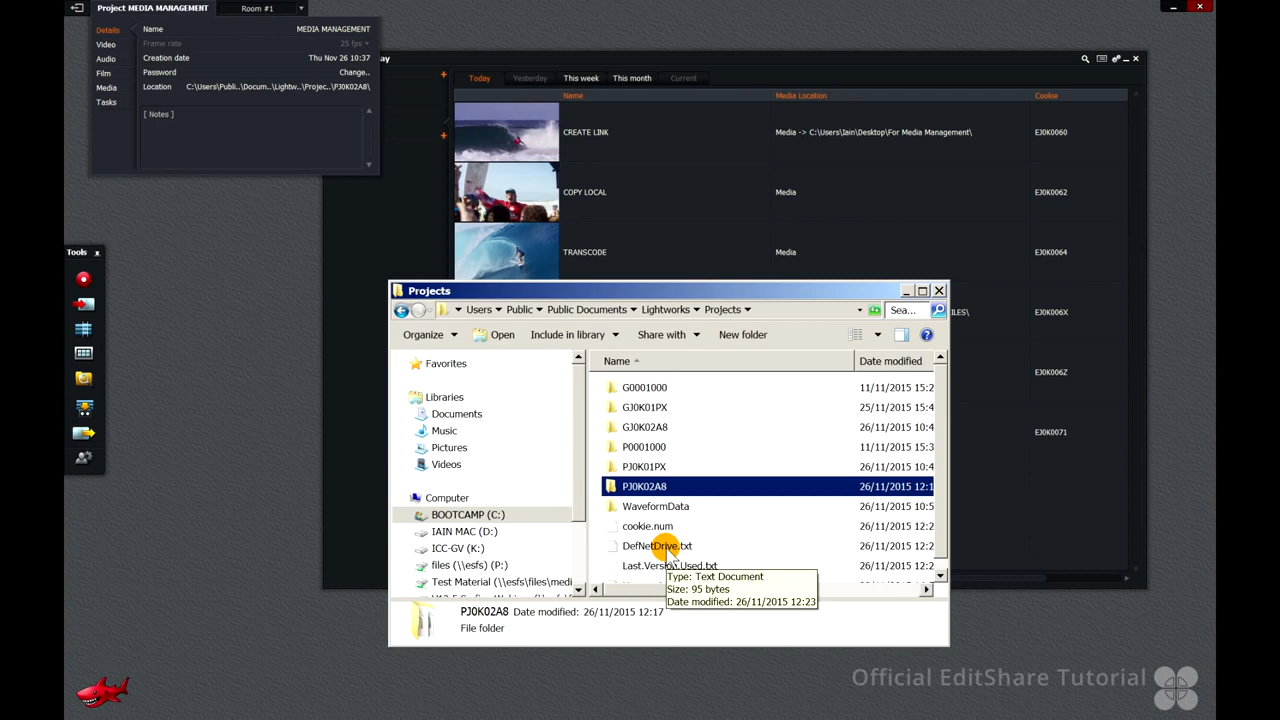 Project MEDIA MANAGEMENT
Room #1
Details
Name
MEDIA MANAGEMENT
Video
Frame rate
25 fps
Audio
Creation date
Thu Nov 26 10:37
Film
Password
Change..
Media
Location
C:\Users\Publi..\Docum..\Lightw..\Projec..\PJ0K02A8\
Tasks
[ Notes ]
Today
Yesterday
This week
This month
Current
Name
Media Location
Cookie
CREATE LINK
Media -> C:\Users\Iain\Desktop\For Media Management\
EJ0K0060
COPY LOCAL
Media
EJ0K0062
TRANSCODE
Media
EJ0K0064
EJ0K006X
EJ0K006Z
EJ0K0071
Tools
Projects
Users
Public
Public Documents
Lightworks
Projects
Sea...
Organize
Open
Include in library
Share with
New folder
Name
Date modified
Favorites
Libraries
Documents
Music
Pictures
Videos
Computer
BOOTCAMP (C:)
IAIN MAC (D:)
ICC-GV (K:)
files (\\esfs) (F:)
Test Material (\\esfs\files\medi
G0001000
11/11/2015 15:2
GJ0K01PX
25/11/2015 15:4
GJ0K02A8
26/11/2015 10:4
P0001000
11/11/2015 15:3
PJ0K01PX
26/11/2015 10:4
PJ0K02A8
26/11/2015 12:1
WaveformData
26/11/2015 10:5
cookie.num
26/11/2015 12:2
DefNetDrive.txt
26/11/2015 12:2
Last.Version.Used.txt
26/11/2015 12:2
Type: Text Document
Size: 95 bytes
Date modified: 26/11/2015 12:23
PJ0K02A8 Date modified: 26/11/2015 12:17
File folder
Official EditShare Tutorial